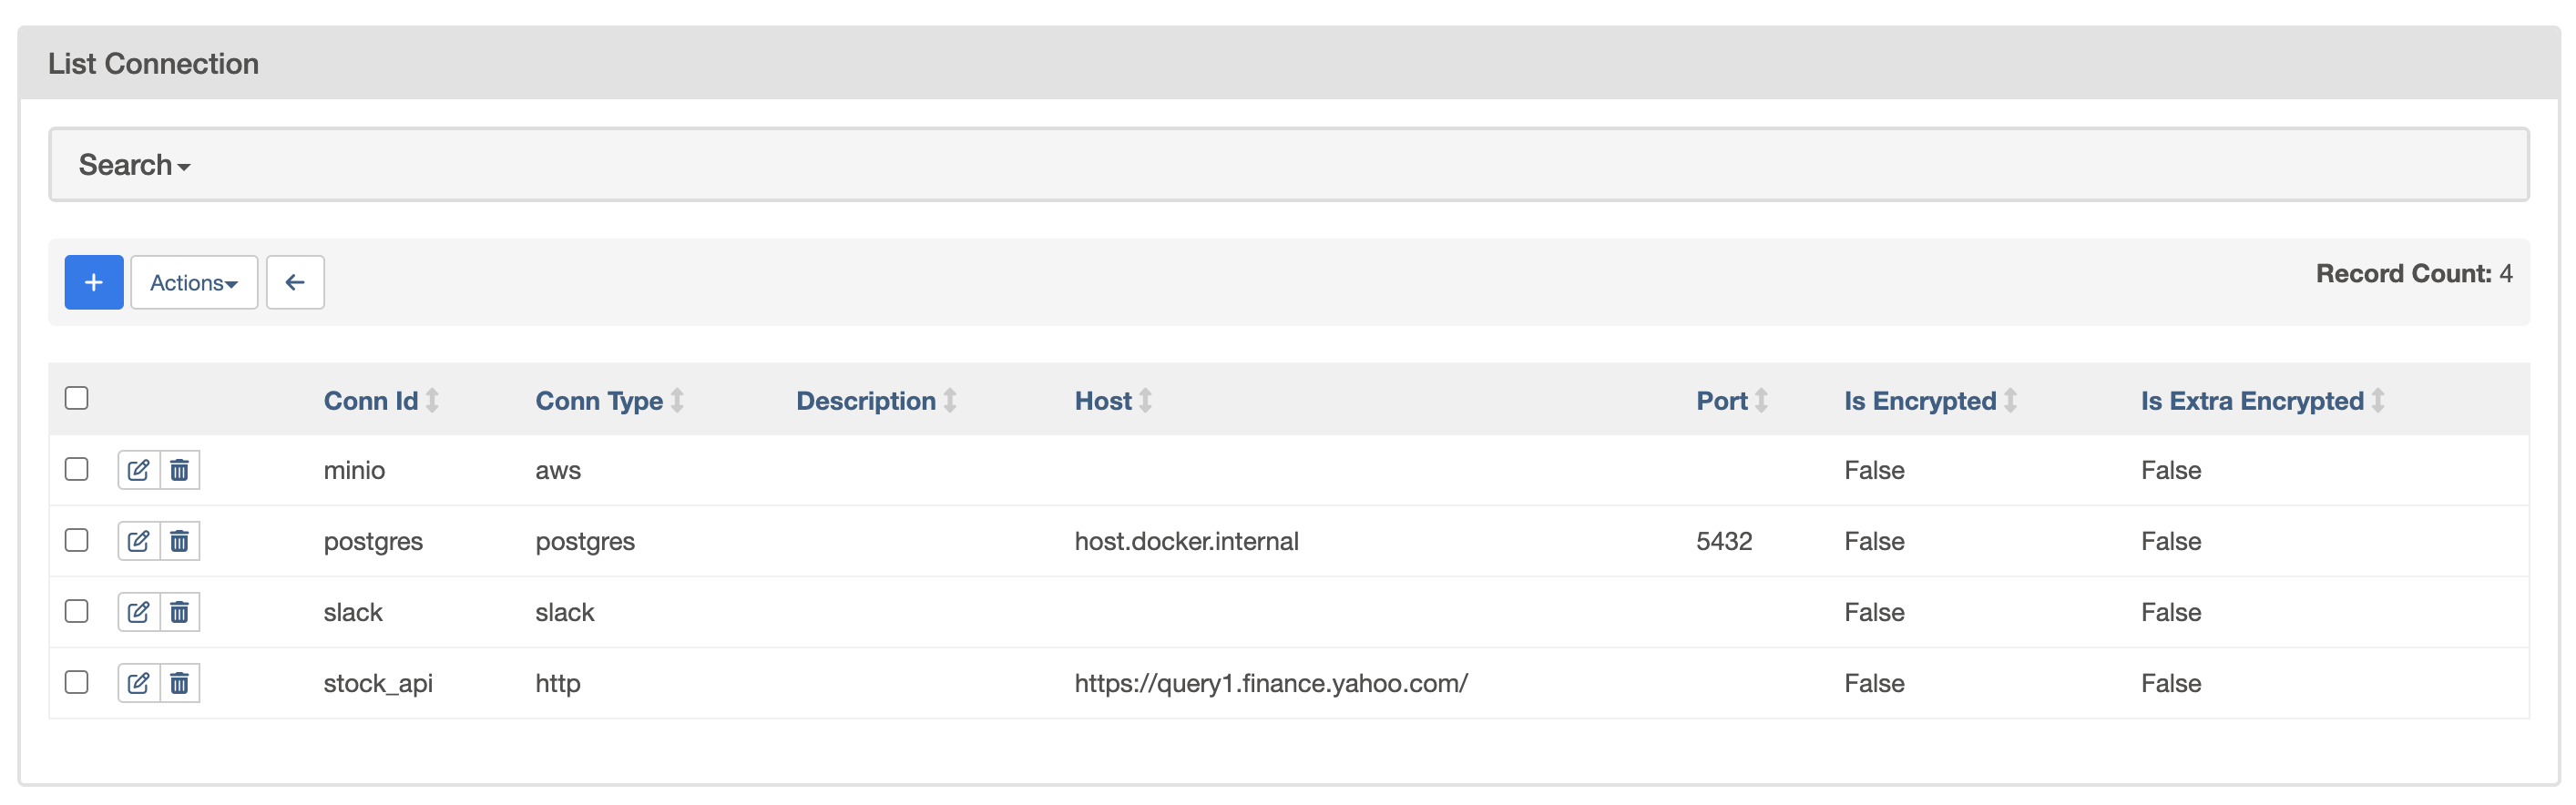 List Connection
Search
+ Actions ← Record Count: 4
Conn Id Conn Type Description Host Port Is Encrypted Is Extra Encrypted
minio aws False False
postgres postgres host.docker.internal 5432 False False
slack slack False False
stock_api http https://query1.finance.yahoo.com/ False False